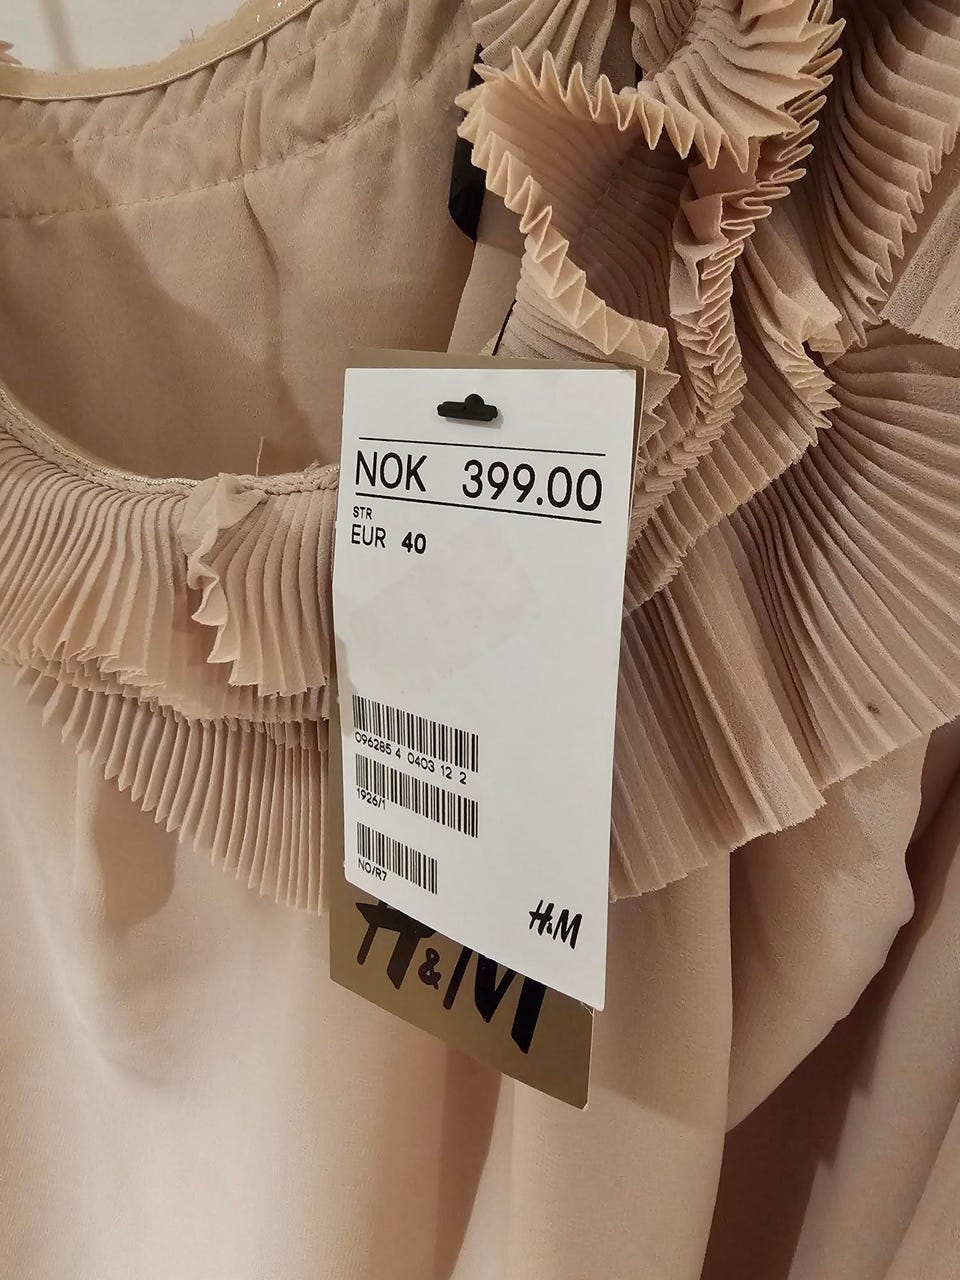 NOK 399.00
STR
EUR 40
096285 4 0403 12 2
1926/1
NO/R7
H&M
H&M